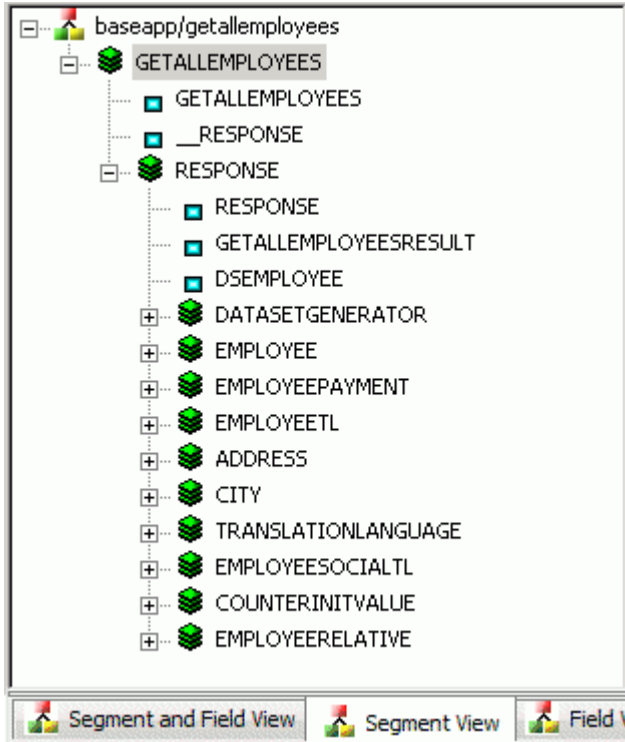 baseapp/getallemployees
GETALLEMPLOYEES
GETALLEMPLOYEES
__RESPONSE
RESPONSE
RESPONSE
GETALLEMPLOYEESRESULT
DSEMPLOYEE
DATASETGENERATOR
EMPLOYEE
EMPLOYEEPAYMENT
EMPLOYEETL
ADDRESS
CITY
TRANSLATIONLANGUAGE
EMPLOYEESOCIALTL
COUNTERINITVALUE
EMPLOYEERELATIVE
Segment and Field View Segment View Field